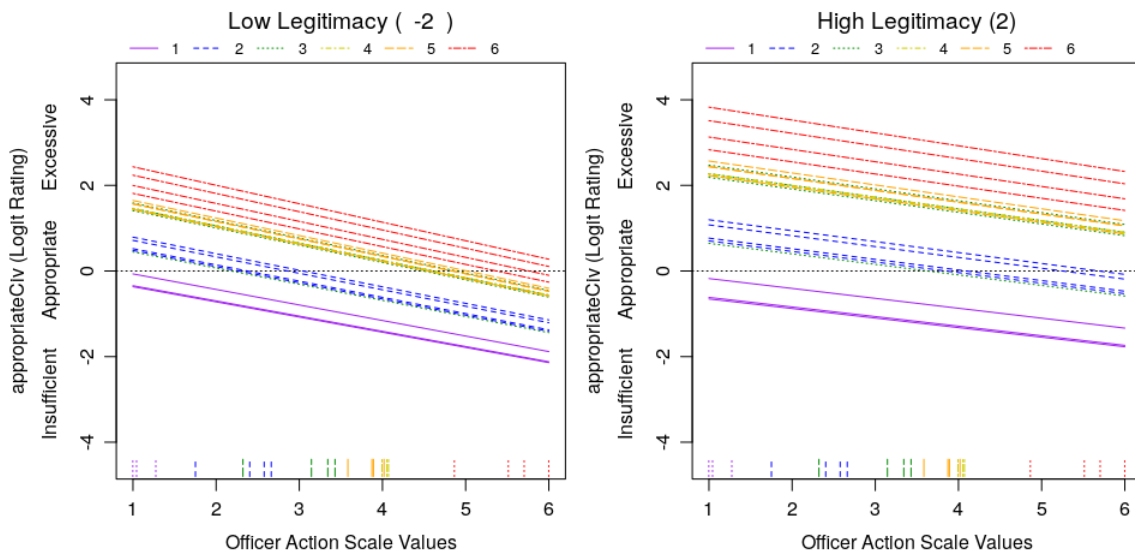 Low Legitimacy ( -2 )
1 2 3 4 5 6
appropriateCiv (Logit Rating)
Insufficient Appropriate Excessive
4
2
0
-2
-4
1 2 3 4 5 6
Officer Action Scale Values
High Legitimacy (2)
1 2 3 4 5 6
appropriateCiv (Logit Rating)
Insufficient Appropriate Excessive
4
2
0
-2
-4
1 2 3 4 5 6
Officer Action Scale Values